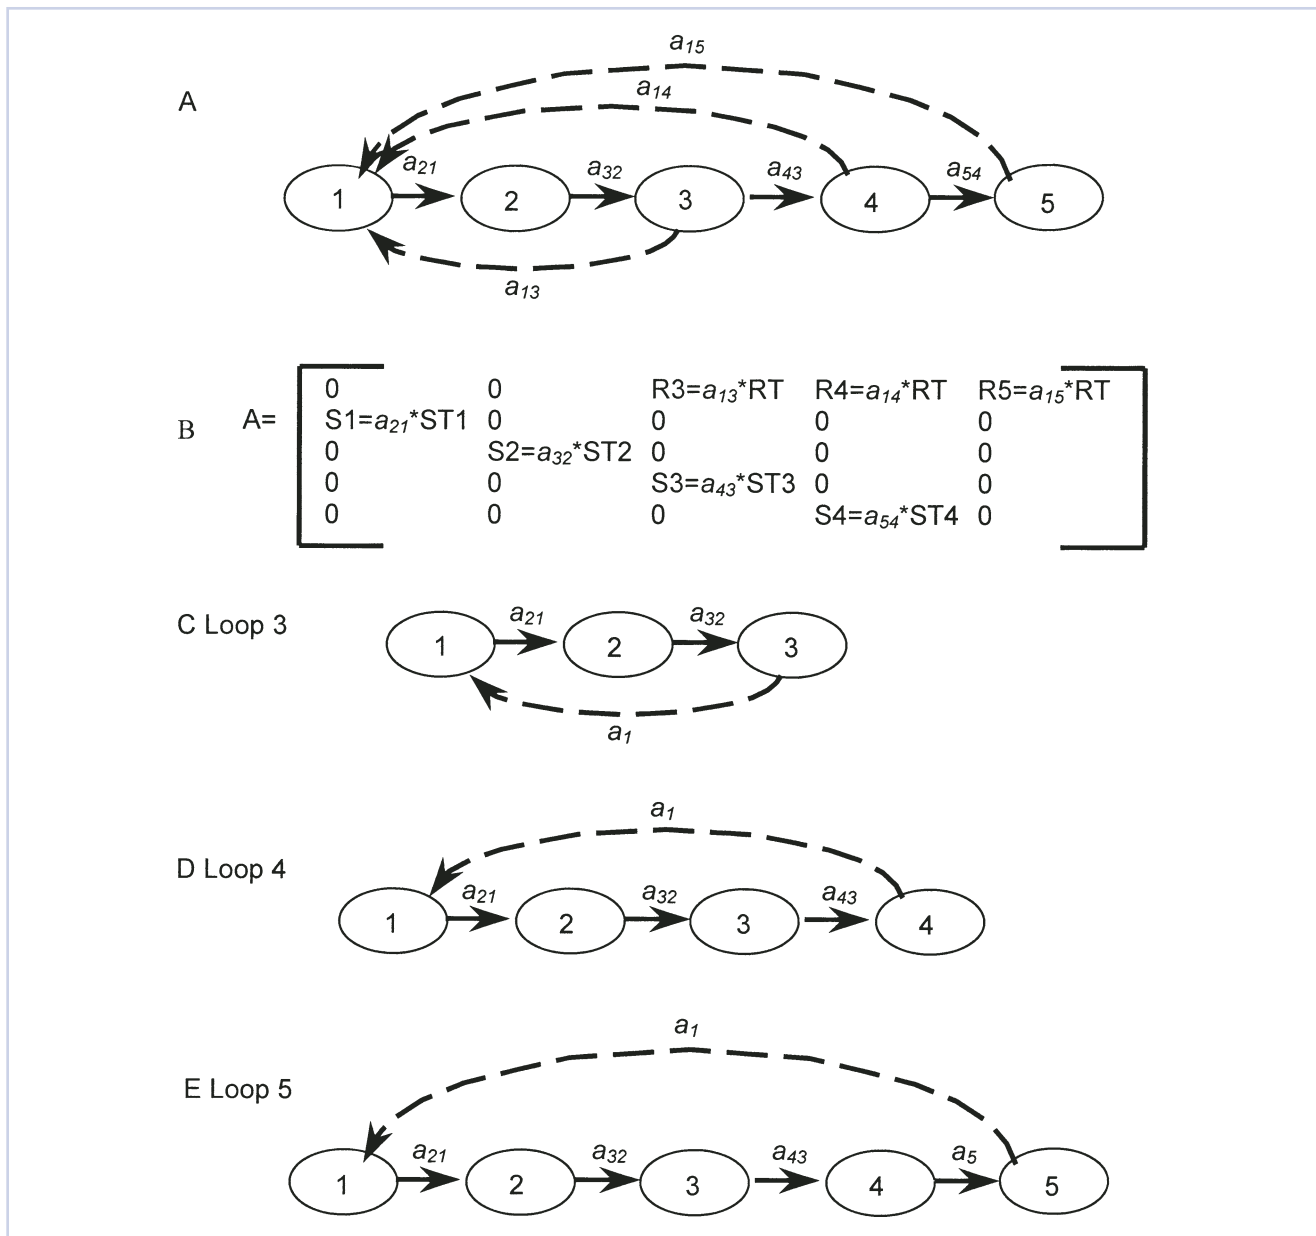 a15
A
a14
a21 a32 a43 a54
1 2 3 4 5
a13
0 0 R3=a13*RT R4=a14*RT R5=a15*RT
B A= S1=a21*ST1 0 0 0 0
0 S2=a32*ST2 0 0 0
0 0 S3=a43*ST3 0 0
0 0 0 S4=a54*ST4 0
C Loop 3
a21 a32
1 2 3
a1
a1
D Loop 4
a21 a32 a43
1 2 3 4
a1
E Loop 5
a21 a32 a43 a5
1 2 3 4 5